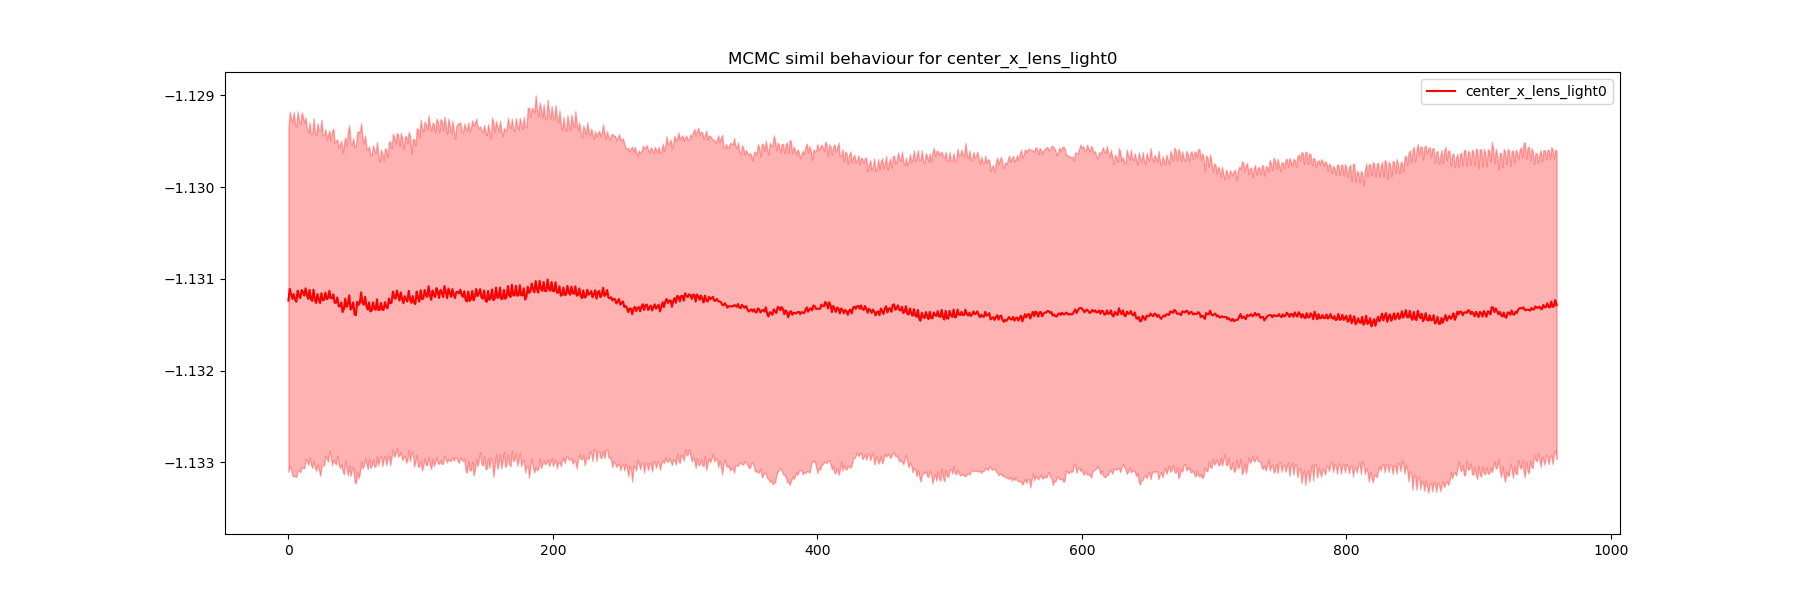 MCMC simil behaviour for center_x_lens_light0
center_x_lens_light0
−1.129
−1.130
−1.131
−1.132
−1.133
0 200 400 600 800 1000